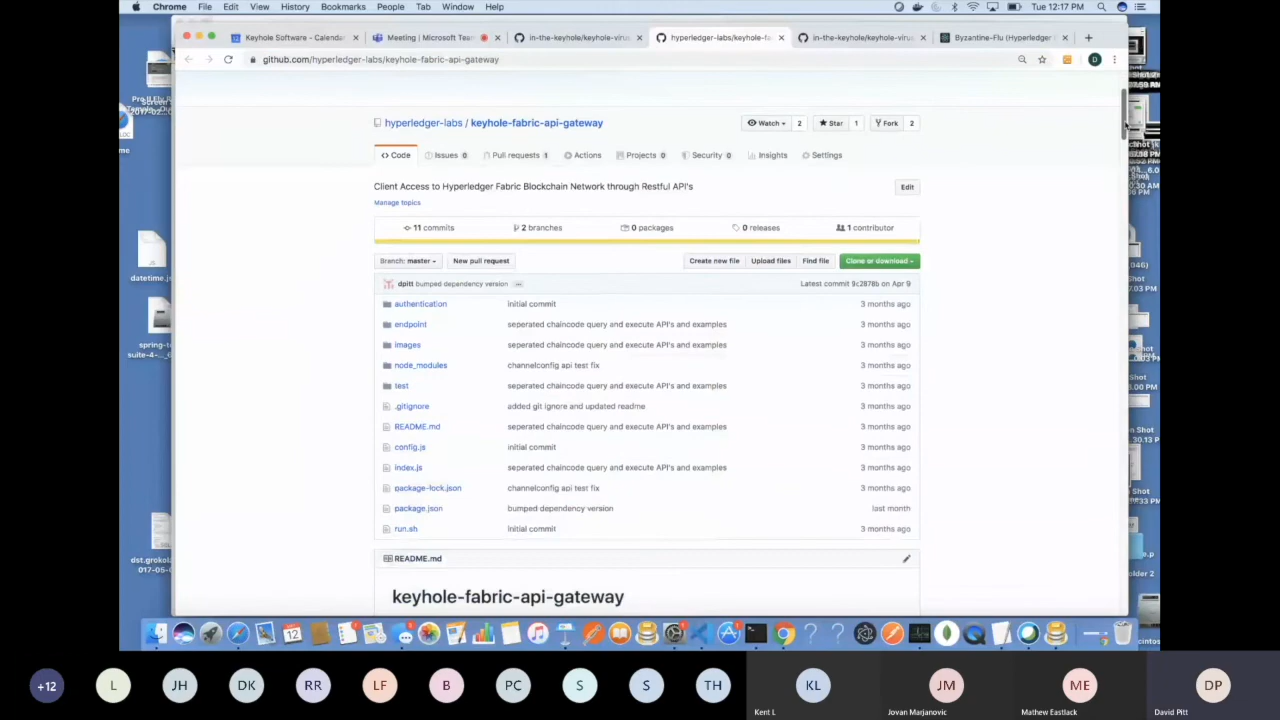 Chrome File Edit View History Bookmarks People Tab Window Help Tue 12:17 PM
Keyhole Software - Calenda Meeting | Microsoft Team in-the-keyhole/keyhole-virus hyperledger-labs/keyhole-fa in-the-keyhole/keyhole-virus Byzantine-Flu (Hyperledger
github.com/hyperledger-labs/keyhole-fabric-api-gateway D
hyperledger-labs / keyhole-fabric-api-gateway Watch 2 Star 1 Fork 2
Code Issues 0 Pull requests 1 Actions Projects 0 Security 0 Insights Settings
Client Access to Hyperledger Fabric Blockchain Network through Restful API's Edit
Manage topics
11 commits 2 branches 0 packages 0 releases 1 contributor
Branch: master New pull request Create new file Upload files Find file Clone or download
dpitt bumped dependency version Latest commit 9c2878b on Apr 9
authentication initial commit 3 months ago
endpoint seperated chaincode query and execute API's and examples 3 months ago
images seperated chaincode query and execute API's and examples 3 months ago
node_modules channelconfig api test fix 3 months ago
test seperated chaincode query and execute API's and examples 3 months ago
.gitignore added git ignore and updated readme 3 months ago
README.md seperated chaincode query and execute API's and examples 3 months ago
config.js initial commit 3 months ago
index.js seperated chaincode query and execute API's and examples 3 months ago
package-lock.json channelconfig api test fix 3 months ago
package.json bumped dependency version last month
run.sh initial commit 3 months ago
README.md
keyhole-fabric-api-gateway
datetime.js
spring-t
suite-4-..._6
dst.grokol
017-05-0
+12 L JH DK RR LF B PC S S TH KL JM ME DP
Kent L Jovan Marjanovic Mathew Eastlack David Pitt